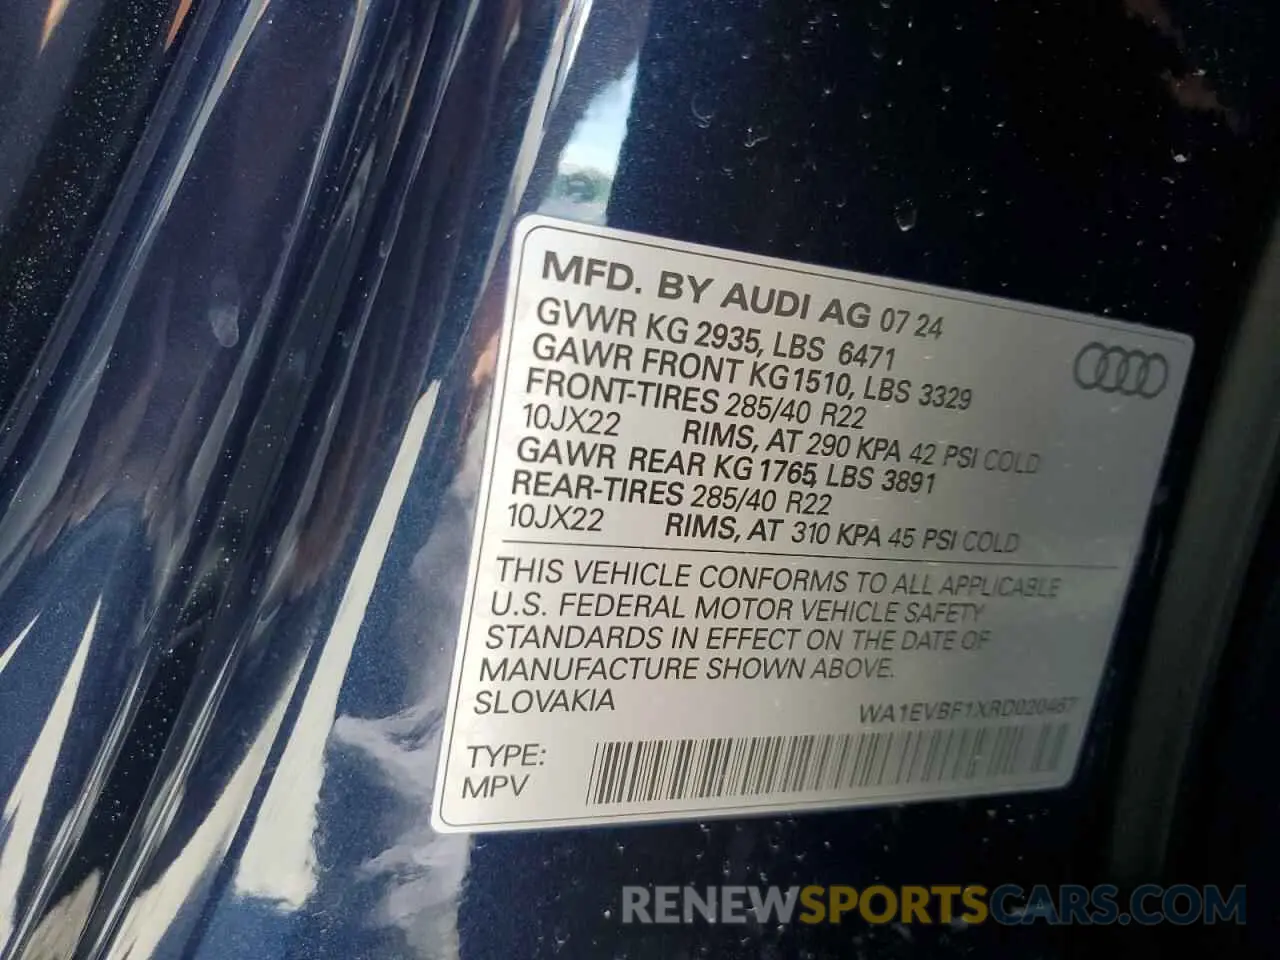 MFD. BY AUDI AG 07 24
GVWR KG 2935, LBS 6471
GAWR FRONT KG 1510, LBS 3329
FRONT-TIRES 285/40 R22
10JX22 RIMS, AT 290 KPA 42 PSI COLD
GAWR REAR KG 1765, LBS 3891
REAR-TIRES 285/40 R22
10JX22 RIMS, AT 310 KPA 45 PSI COLD
THIS VEHICLE CONFORMS TO ALL APPLICABLE
U.S. FEDERAL MOTOR VEHICLE SAFETY
STANDARDS IN EFFECT ON THE DATE OF
MANUFACTURE SHOWN ABOVE.
SLOVAKIA
WA1EVBF1XRD020467
TYPE:
MPV
RENEWSPORTSCARS.COM